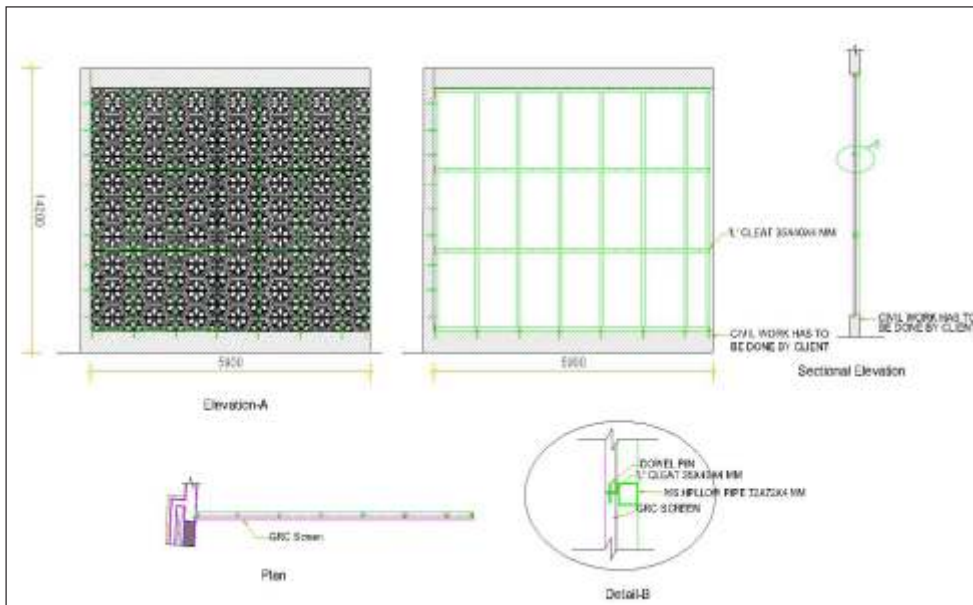 5900
Elevation-A
'L' CLEAT 35X40X4 MM
CIVIL WORK HAS TO
BE DONE BY CLIENT
5900
CIVIL WORK HAS TO
BE DONE BY CLIENT
Sectional Elevation
GRC Screen
Plan
DOWEL PIN
'L' CLEAT 35X40X4 MM
MS HOLLOW PIPE 72X72X4 MM
GRC SCREEN
Detail-B